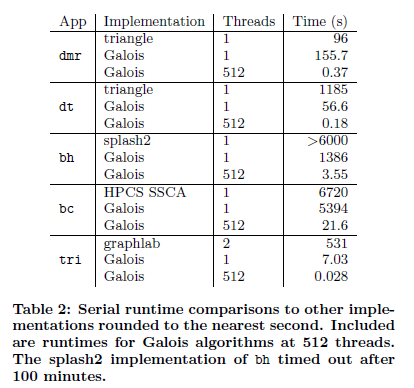 App Implementation Threads Time (s)
triangle 1 96
dmr Galois 1 155.7
Galois 512 0.37
triangle 1 1185
dt Galois 1 56.6
Galois 512 0.18
splash2 1 >6000
bh Galois 1 1386
Galois 512 3.55
HPCS SSCA 1 6720
bc Galois 1 5394
Galois 512 21.6
graphlab 2 531
tri Galois 1 7.03
Galois 512 0.028
Table 2: Serial runtime comparisons to other imple-
mentations rounded to the nearest second. Included
are runtimes for Galois algorithms at 512 threads.
The splash2 implementation of bh timed out after
100 minutes.